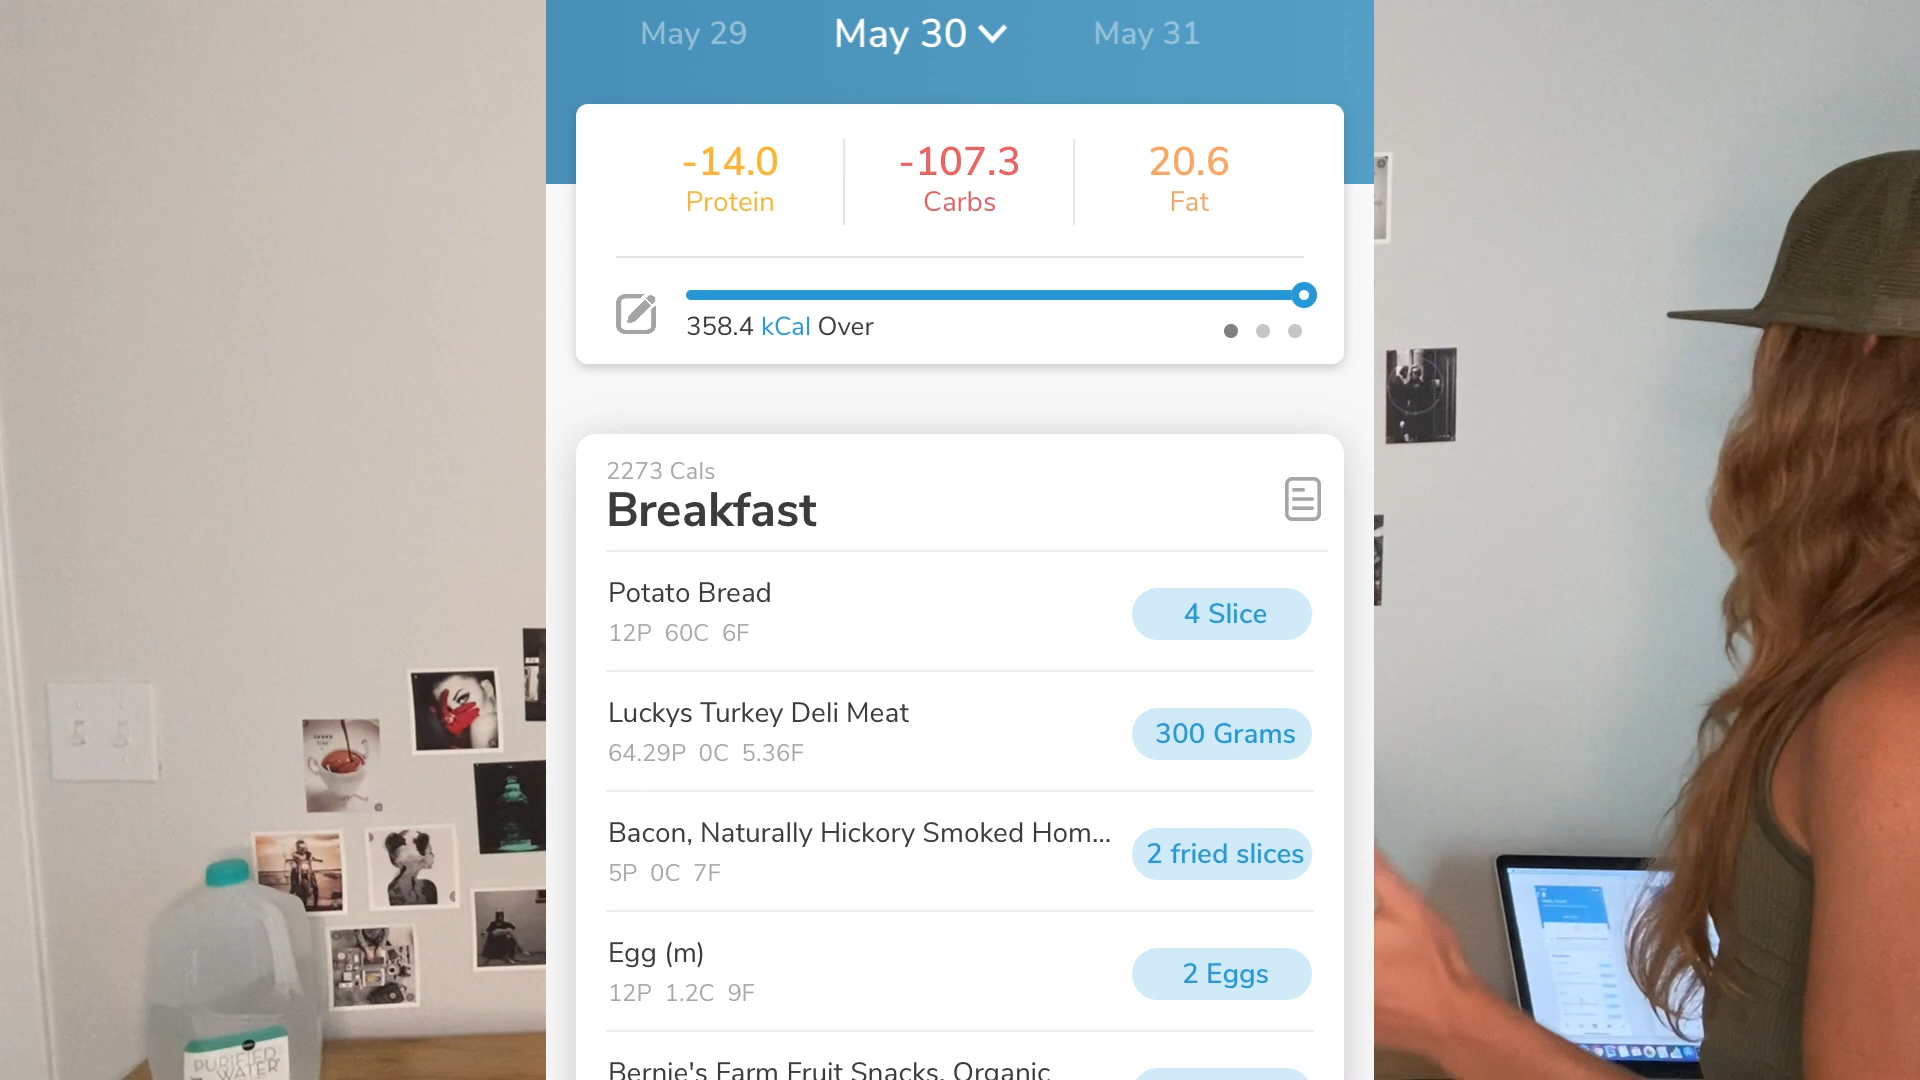 May 29
May 30
May 31
-14.0
Protein
-107.3
Carbs
20.6
Fat
358.4 kCal Over
2273 Cals
Breakfast
Potato Bread
12P 60C 6F
4 Slice
Luckys Turkey Deli Meat
64.29P 0C 5.36F
300 Grams
Bacon, Naturally Hickory Smoked Hom...
5P 0C 7F
2 fried slices
Egg (m)
12P 1.2C 9F
2 Eggs
Bernie's Farm Fruit Snacks, Organic
PURIFIED
WATER